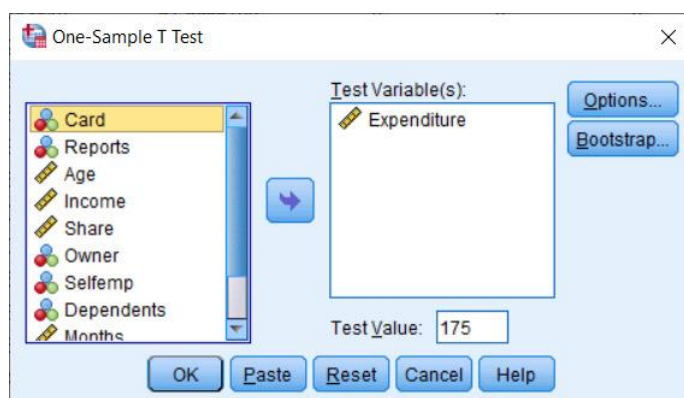 One-Sample T Test
Card
Reports
Age
Income
Share
Owner
Selfemp
Dependents
Months
Test Variable(s):
Expenditure
Test Value: 175
Options...
Bootstrap...
OK Paste Reset Cancel Help